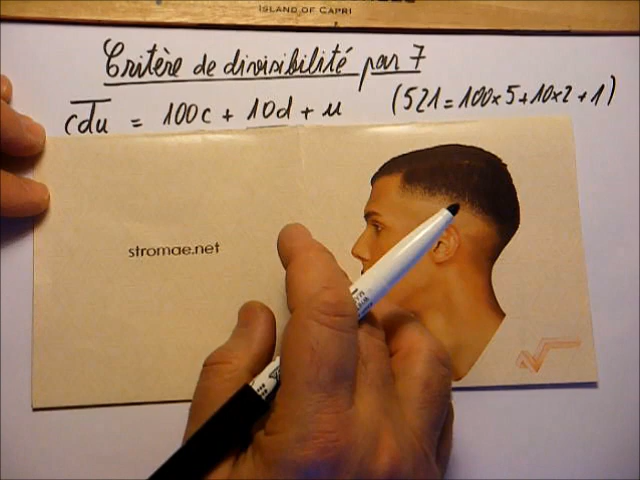 ISLAND OF CAPRI
Critère de divisibilité par 7
cdu = 100c + 10d + u (521 = 100×5 + 10×2 + 1)
stromae.net
√